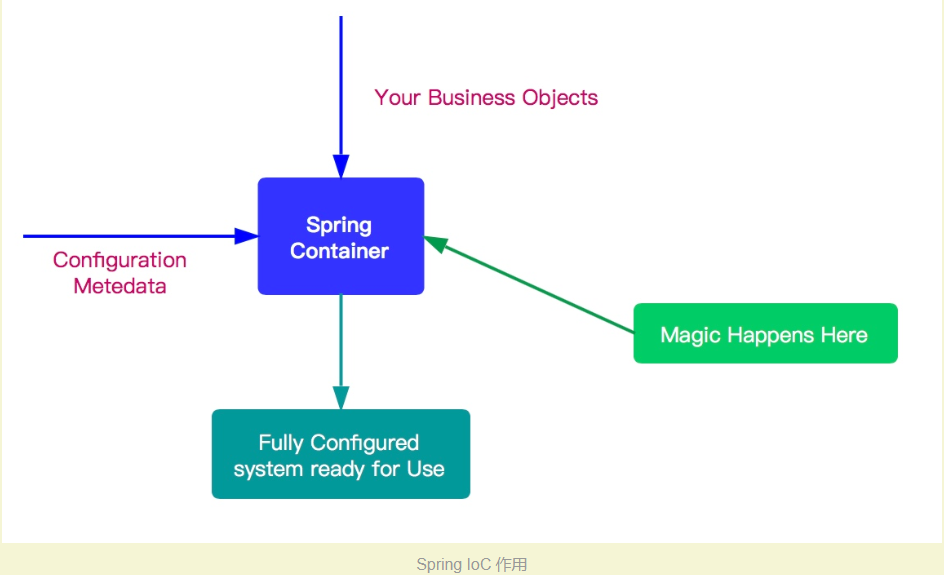 Your Business Objects
Spring
Container
Configuration
Metedata
Magic Happens Here
Fully Configured
system ready for Use
Spring IoC 作用